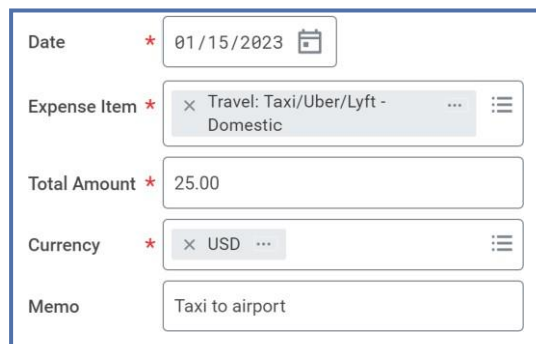 Date * 01/15/2023
Expense Item * × Travel: Taxi/Uber/Lyft - ...
Domestic
Total Amount * 25.00
Currency * × USD ...
Memo Taxi to airport